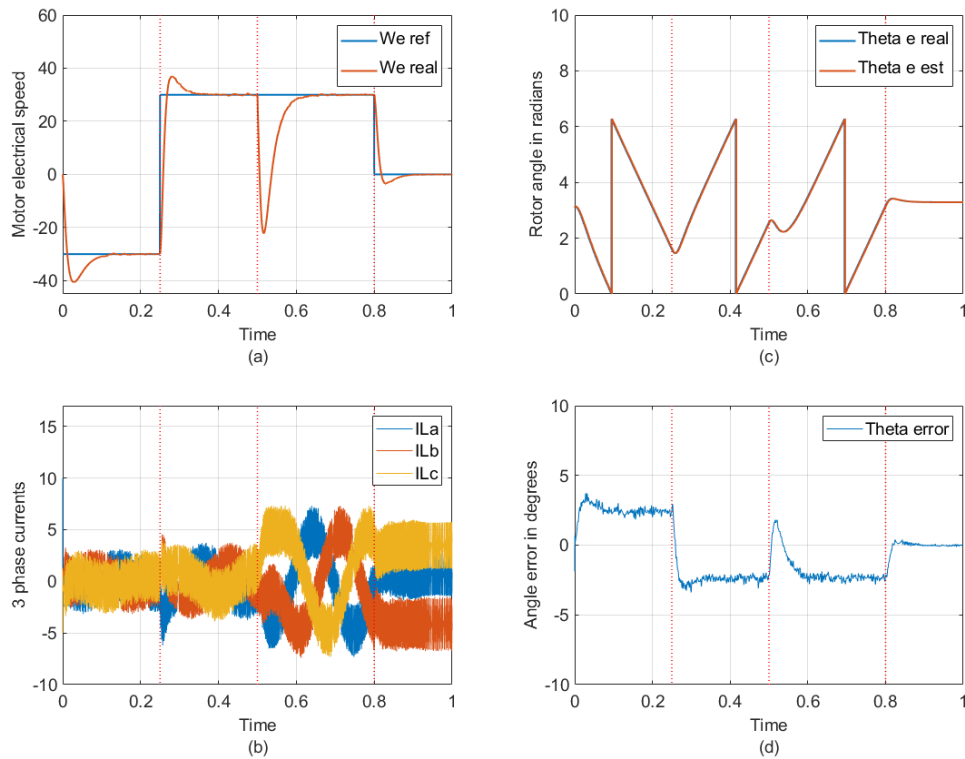 60
40
20
0
-20
-40
Motor electrical speed
We ref
We real
0 0.2 0.4 0.6 0.8 1
Time
(a)
10
8
6
4
2
0
Rotor angle in radians
Theta e real
Theta e est
0 0.2 0.4 0.6 0.8 1
Time
(c)
15
10
5
0
-5
-10
3 phase currents
ILa
ILb
ILc
0 0.2 0.4 0.6 0.8 1
Time
(b)
10
5
0
-5
-10
Angle error in degrees
Theta error
0 0.2 0.4 0.6 0.8 1
Time
(d)